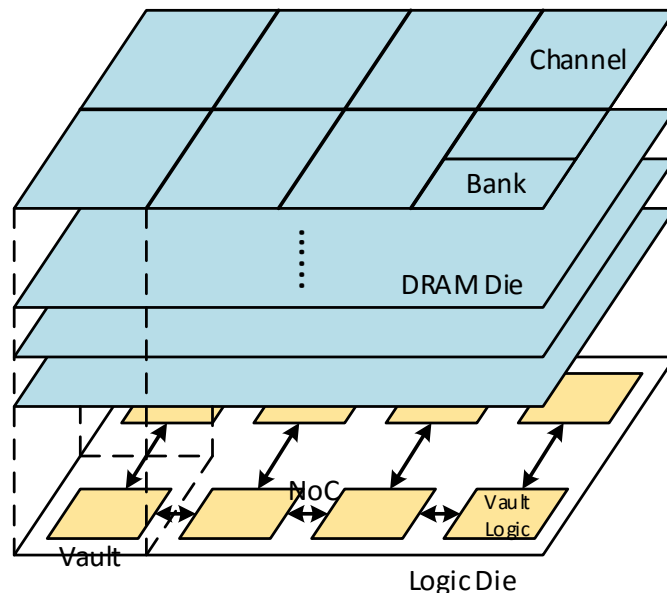 Channel
Bank
DRAM Die
NoC
Vault
Logic
Vault
Logic Die